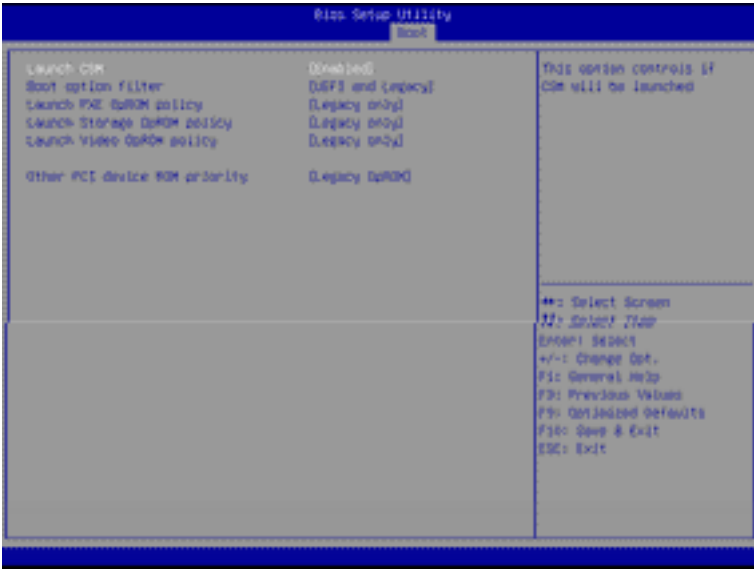 Bios Setup Utility
Boot
Launch CSM [Enabled]
Boot option filter [UEFI and Legacy]
Launch PXE OpROM policy [Legacy only]
Launch Storage OpROM policy [Legacy only]
Launch Video OpROM policy [Legacy only]
Other PCI device ROM priority [Legacy OpROM]
This option controls if
CSM will be launched
↔: Select Screen
↑↓: Select Item
Enter: Select
+/-: Change Opt.
F1: General Help
F3: Previous Values
F9: Optimized Defaults
F10: Save & Exit
ESC: Exit